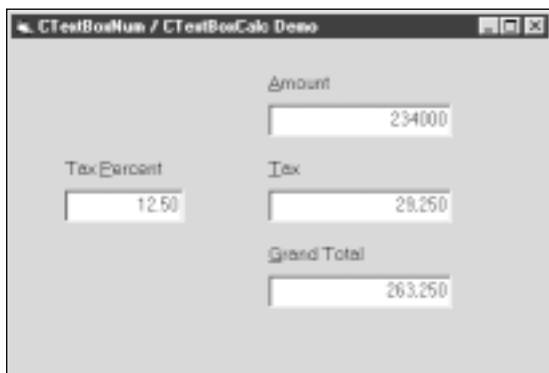 CTextBoxNum / CTextBoxCalc Demo
Amount
234000
Tax Percent
Tax
12.50
29,250
Grand Total
263,250